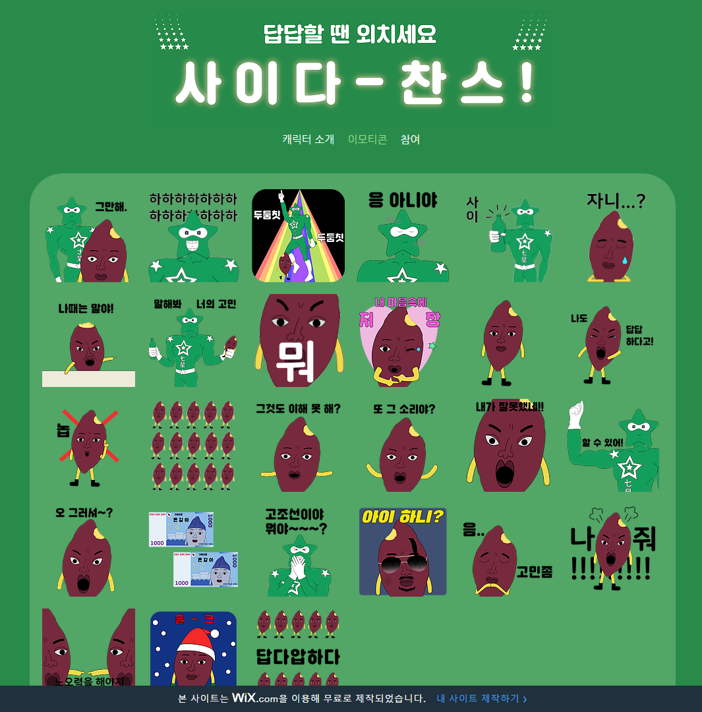 답답할 땐 외치세요
사이다-찬스!
캐릭터 소개 이모티콘 참여
그만해.
하하하하하하하
하하하하하하하
두둠칫
두둠칫
응 아니야
사
이
자니...?
나때는 말야!
말해봐 너의 고민
뭐
내 마음속에
저 장
나도
답답
하다고!
놉
그것도 이해 못 해?
또 그 소리야?
내가 잘못했네!!
할 수 있어!
七
오 그러셔~?
1000
1000
고조선이야
뭐야~~~?
아이 하니?
음..
고민좀
나 줘
!!!!!!!!
노오력을 해야지
답다압하다
본 사이트는 WiX.com을 이용해 무료로 제작되었습니다. 내 사이트 제작하기 >